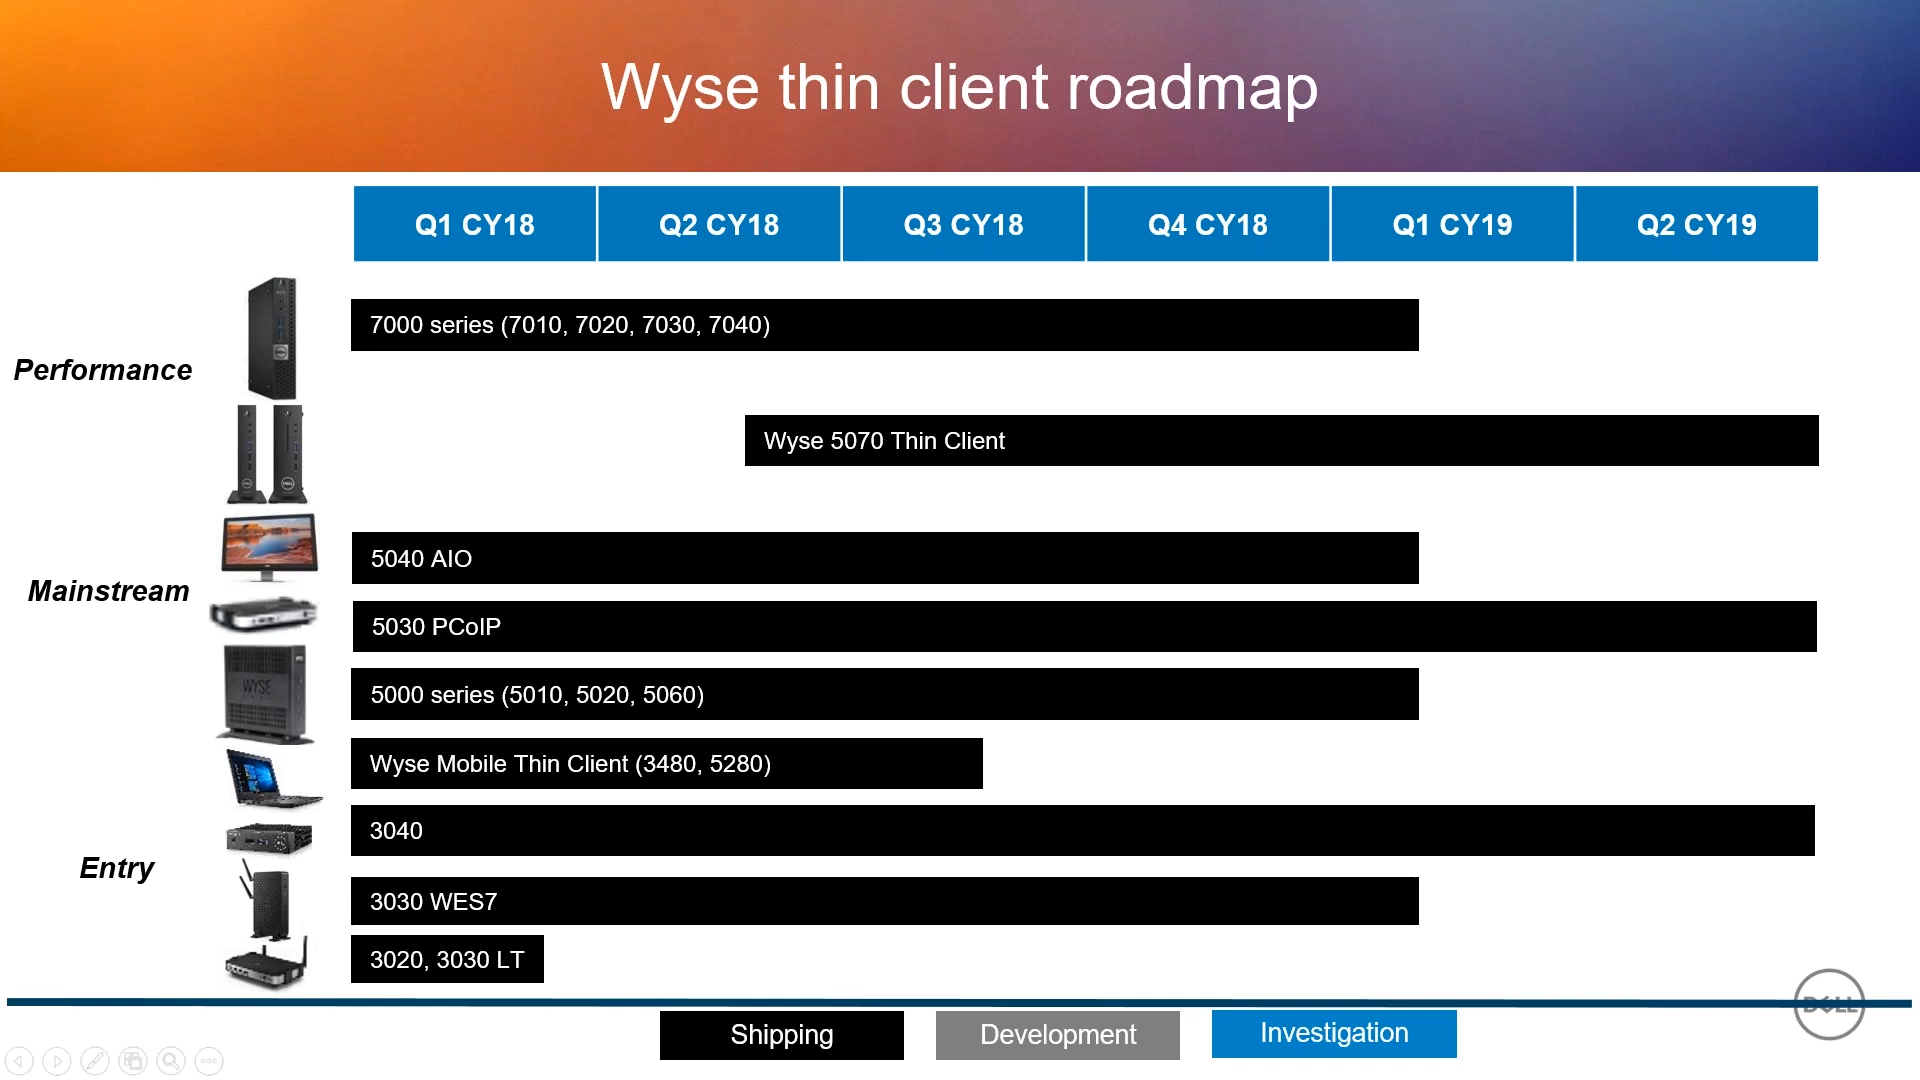 Wyse thin client roadmap
Q1 CY18
Q2 CY18
Q3 CY18
Q4 CY18
Q1 CY19
Q2 CY19
Performance
7000 series (7010, 7020, 7030, 7040)
Wyse 5070 Thin Client
Mainstream
5040 AIO
5030 PCoIP
WYSE
5000 series (5010, 5020, 5060)
Wyse Mobile Thin Client (3480, 5280)
Entry
3040
3030 WES7
3020, 3030 LT
DELL
Shipping
Development
Investigation